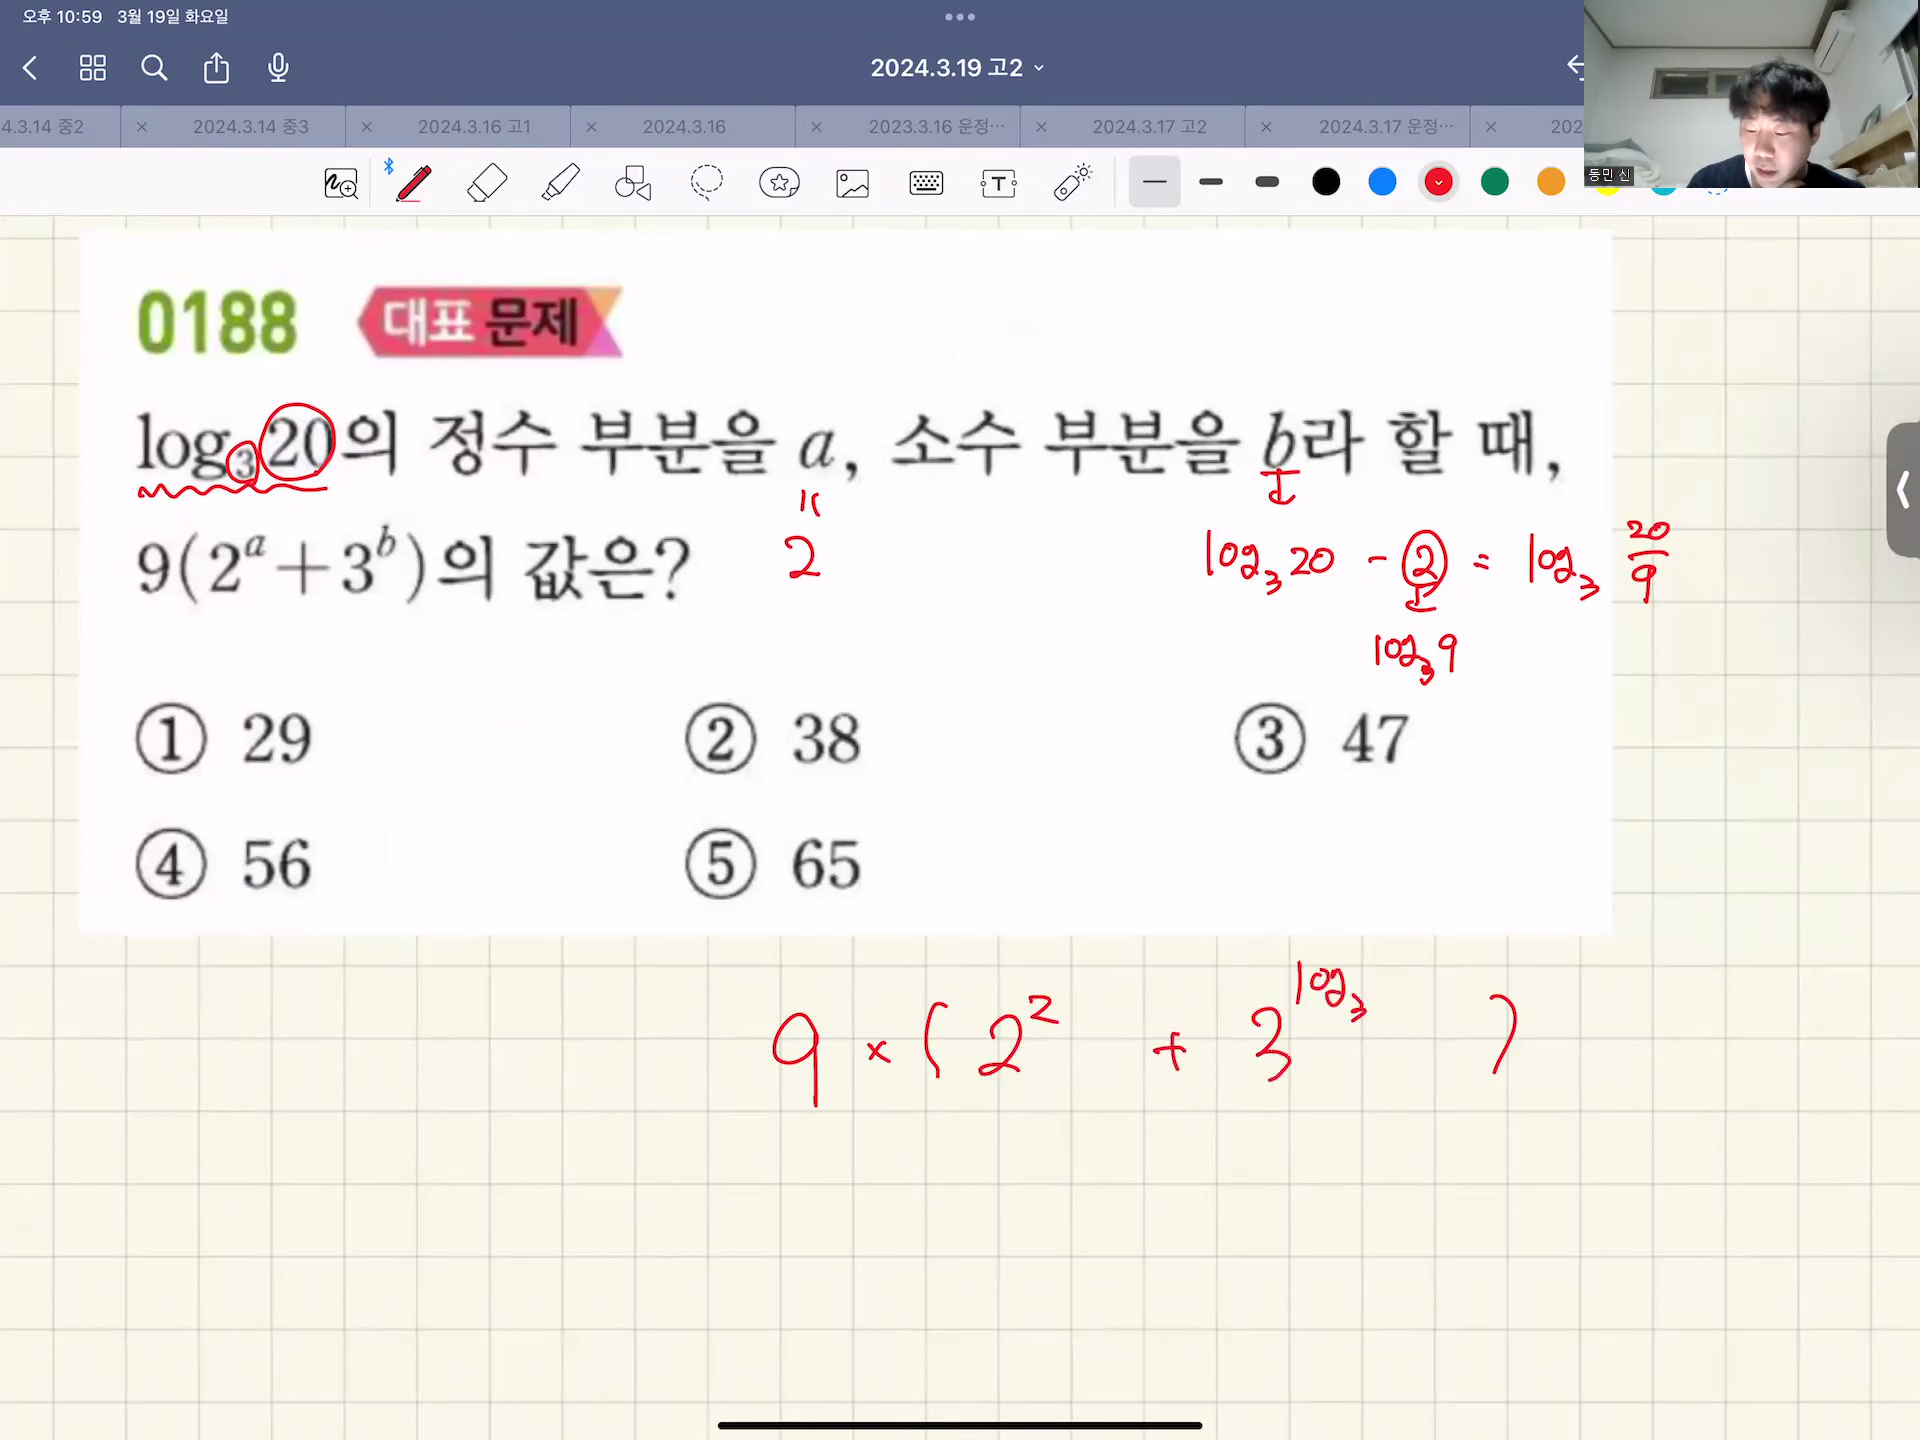 오후 10:59 3월 19일 화요일
2024.3.19 고2
4.3.14 중2 × 2024.3.14 중3 × 2024.3.16 고1 × 2024.3.16 × 2023.3.16 운정… × 2024.3.17 고2 × 2024.3.17 운정… × 202
T
동민 신
0188 대표 문제
log₃20의 정수 부분을 a, 소수 부분을 b라 할 때,
9(2ᵃ+3ᵇ)의 값은?
2
log₃20 - 2 = log₃ 20/9
log₃9
① 29 ② 38 ③ 47
④ 56 ⑤ 65
9 × ( 2² + 3^log₃ )